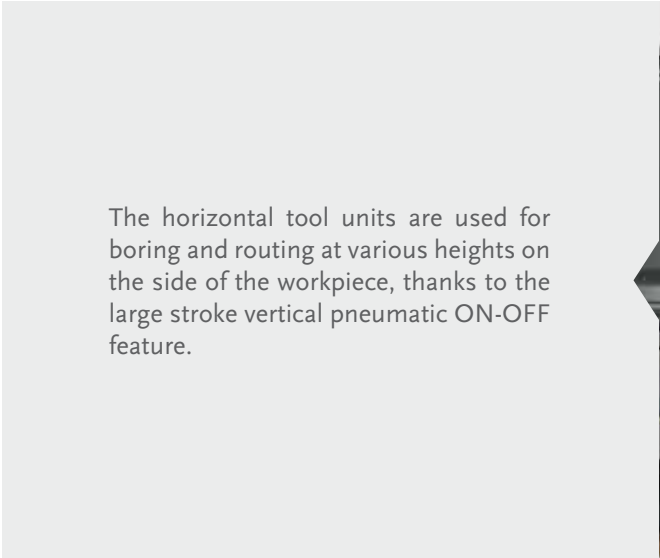 The horizontal tool units are used for
boring and routing at various heights on
the side of the workpiece, thanks to the
large stroke vertical pneumatic ON-OFF
feature.